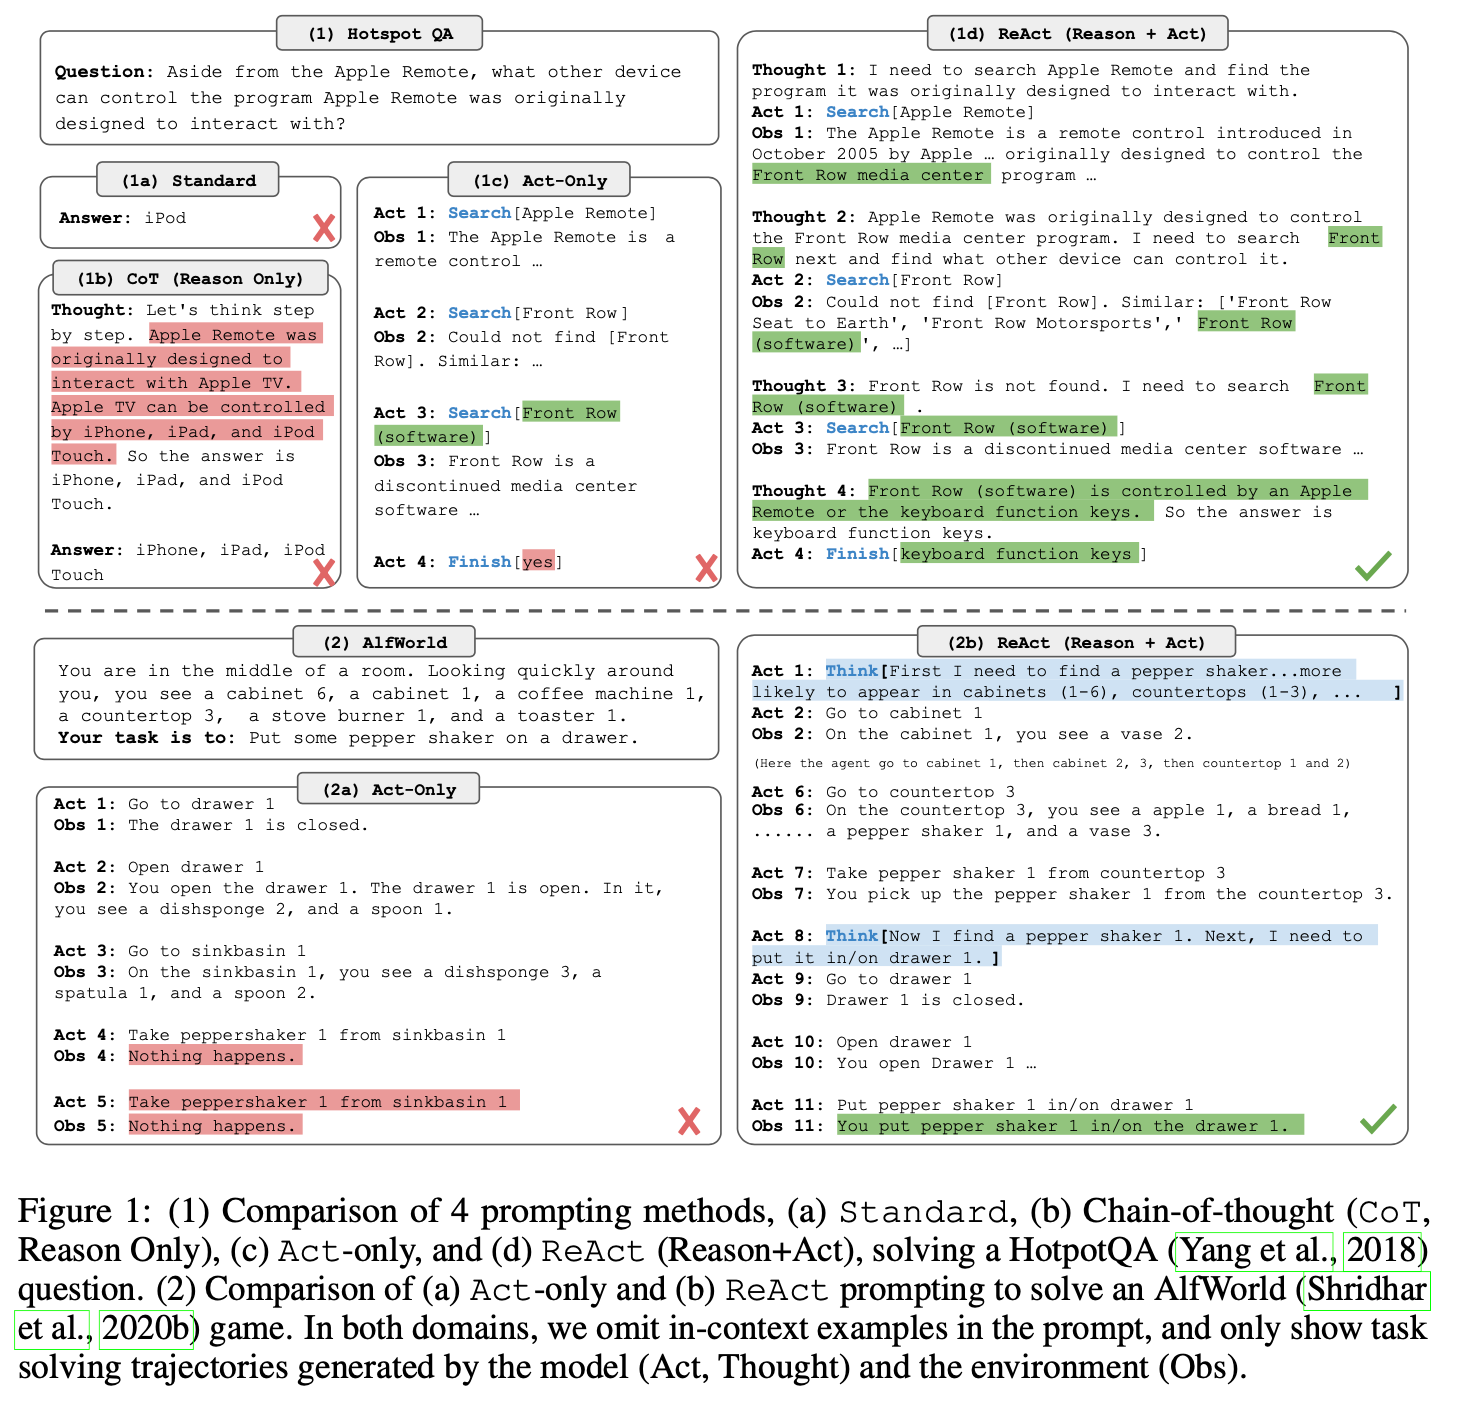 (1) Hotspot QA
Question: Aside from the Apple Remote, what other device
can control the program Apple Remote was originally
designed to interact with?
(1a) Standard
Answer: iPod
(1b) CoT (Reason Only)
Thought: Let's think step
by step. Apple Remote was
originally designed to
interact with Apple TV.
Apple TV can be controlled
by iPhone, iPad, and iPod
Touch. So the answer is
iPhone, iPad, and iPod
Touch.
Answer: iPhone, iPad, iPod
Touch
(1c) Act-Only
Act 1: Search[Apple Remote]
Obs 1: The Apple Remote is a
remote control …
Act 2: Search[Front Row]
Obs 2: Could not find [Front
Row]. Similar: …
Act 3: Search[Front Row
(software)]
Obs 3: Front Row is a
discontinued media center
software …
Act 4: Finish[yes]
(1d) ReAct (Reason + Act)
Thought 1: I need to search Apple Remote and find the
program it was originally designed to interact with.
Act 1: Search[Apple Remote]
Obs 1: The Apple Remote is a remote control introduced in
October 2005 by Apple … originally designed to control the
Front Row media center program …
Thought 2: Apple Remote was originally designed to control
the Front Row media center program. I need to search Front
Row next and find what other device can control it.
Act 2: Search[Front Row]
Obs 2: Could not find [Front Row]. Similar: ['Front Row
Seat to Earth', 'Front Row Motorsports',' Front Row
(software)', …]
Thought 3: Front Row is not found. I need to search Front
Row (software) .
Act 3: Search[Front Row (software)]
Obs 3: Front Row is a discontinued media center software …
Thought 4: Front Row (software) is controlled by an Apple
Remote or the keyboard function keys. So the answer is
keyboard function keys.
Act 4: Finish[keyboard function keys]
(2) AlfWorld
You are in the middle of a room. Looking quickly around
you, you see a cabinet 6, a cabinet 1, a coffee machine 1,
a countertop 3, a stove burner 1, and a toaster 1.
Your task is to: Put some pepper shaker on a drawer.
(2a) Act-Only
Act 1: Go to drawer 1
Obs 1: The drawer 1 is closed.
Act 2: Open drawer 1
Obs 2: You open the drawer 1. The drawer 1 is open. In it,
you see a dishsponge 2, and a spoon 1.
Act 3: Go to sinkbasin 1
Obs 3: On the sinkbasin 1, you see a dishsponge 3, a
spatula 1, and a spoon 2.
Act 4: Take peppershaker 1 from sinkbasin 1
Obs 4: Nothing happens.
Act 5: Take peppershaker 1 from sinkbasin 1
Obs 5: Nothing happens.
(2b) ReAct (Reason + Act)
Act 1: Think[First I need to find a pepper shaker...more
likely to appear in cabinets (1-6), countertops (1-3), ... ]
Act 2: Go to cabinet 1
Obs 2: On the cabinet 1, you see a vase 2.
(Here the agent go to cabinet 1, then cabinet 2, 3, then countertop 1 and 2)
Act 6: Go to countertop 3
Obs 6: On the countertop 3, you see a apple 1, a bread 1,
...... a pepper shaker 1, and a vase 3.
Act 7: Take pepper shaker 1 from countertop 3
Obs 7: You pick up the pepper shaker 1 from the countertop 3.
Act 8: Think[Now I find a pepper shaker 1. Next, I need to
put it in/on drawer 1. ]
Act 9: Go to drawer 1
Obs 9: Drawer 1 is closed.
Act 10: Open drawer 1
Obs 10: You open Drawer 1 …
Act 11: Put pepper shaker 1 in/on drawer 1
Obs 11: You put pepper shaker 1 in/on the drawer 1.
Figure 1: (1) Comparison of 4 prompting methods, (a) Standard, (b) Chain-of-thought (CoT,
Reason Only), (c) Act-only, and (d) ReAct (Reason+Act), solving a HotpotQA (Yang et al., 2018)
question. (2) Comparison of (a) Act-only and (b) ReAct prompting to solve an AlfWorld (Shridhar
et al., 2020b) game. In both domains, we omit in-context examples in the prompt, and only show task
solving trajectories generated by the model (Act, Thought) and the environment (Obs).